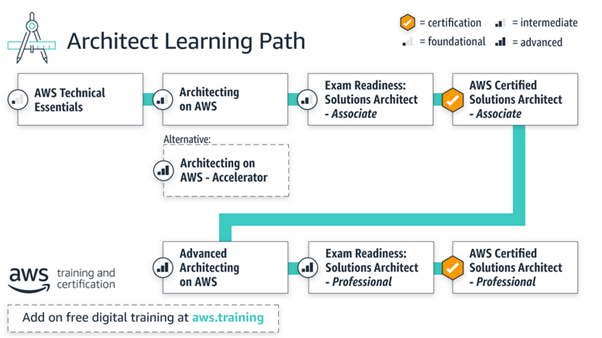 Architect Learning Path
= certification
= intermediate
= foundational
= advanced
AWS Technical
Essentials
Architecting
on AWS
Exam Readiness:
Solutions Architect
- Associate
AWS Certified
Solutions Architect
- Associate
Alternative:
Architecting on
AWS - Accelerator
Advanced
Architecting
on AWS
Exam Readiness:
Solutions Architect
- Professional
AWS Certified
Solutions Architect
- Professional
aws
training and
certification
Add on free digital training at aws.training